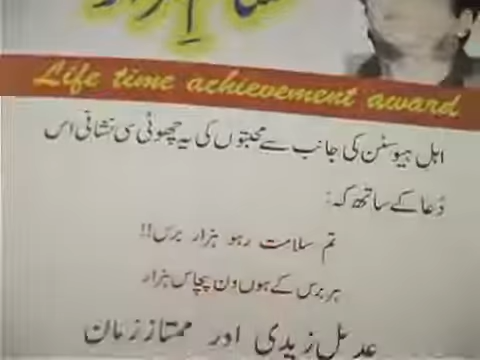 Life time achievement award
اہل ہیوسٹن کی جانب سے محبتوں کی یہ چھوٹی سی نشانی اس
دُعا کے ساتھ کہ:
تم سلامت رہو ہزار برس!!
ہر برس کے ہوں دن پچاس ہزار
عدیل زیدی اور ممتاز زمان